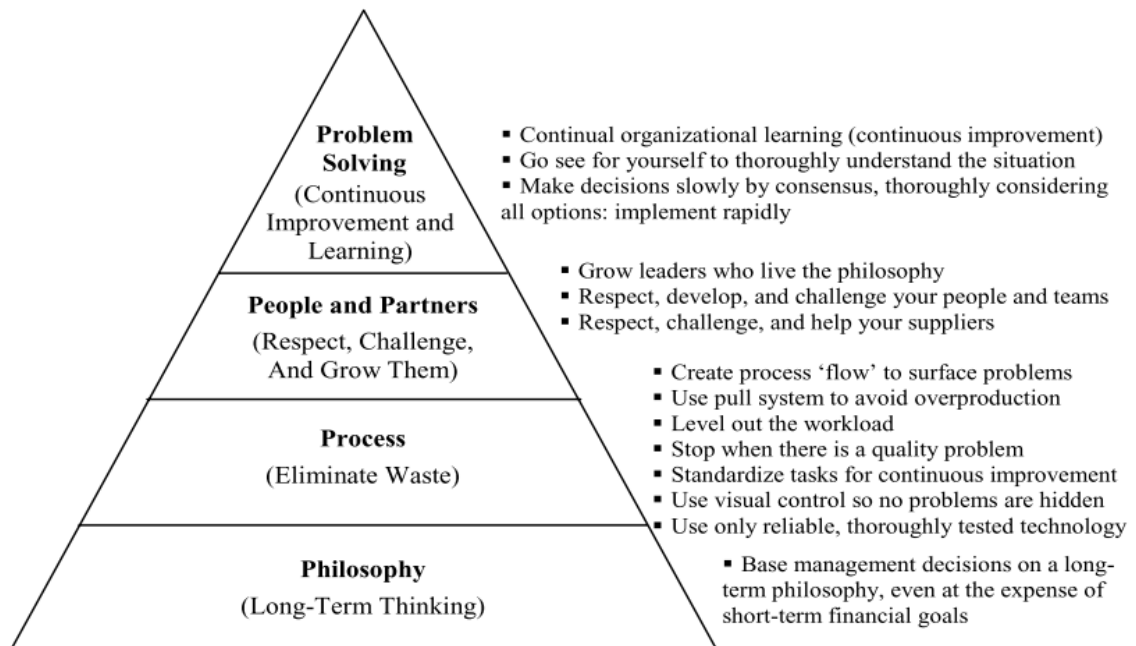 Problem
Solving
(Continuous
Improvement and
Learning)
▪ Continual organizational learning (continuous improvement)
▪ Go see for yourself to thoroughly understand the situation
▪ Make decisions slowly by consensus, thoroughly considering
all options: implement rapidly
People and Partners
(Respect, Challenge,
And Grow Them)
▪ Grow leaders who live the philosophy
▪ Respect, develop, and challenge your people and teams
▪ Respect, challenge, and help your suppliers
Process
(Eliminate Waste)
▪ Create process ‘flow’ to surface problems
▪ Use pull system to avoid overproduction
▪ Level out the workload
▪ Stop when there is a quality problem
▪ Standardize tasks for continuous improvement
▪ Use visual control so no problems are hidden
▪ Use only reliable, thoroughly tested technology
Philosophy
(Long-Term Thinking)
▪ Base management decisions on a long-
term philosophy, even at the expense of
short-term financial goals